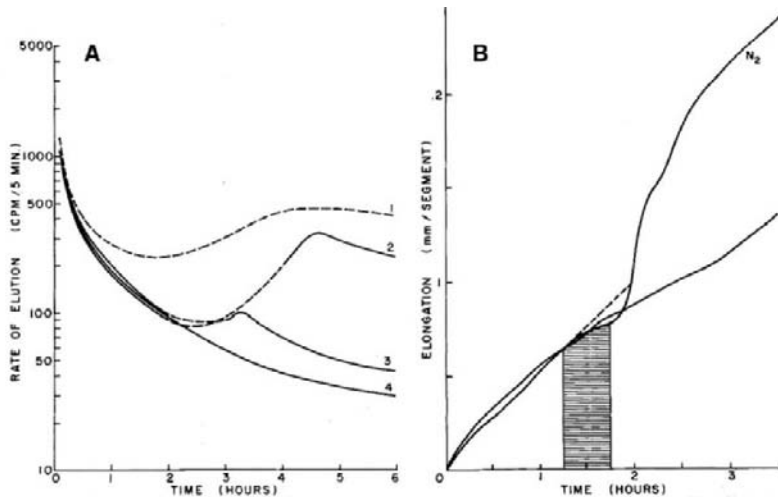 A
5000
1000
500
100
50
10
RATE OF ELUTION (CPM/5 MIN.)
1
2
3
4
0 1 2 3 4 5 6
TIME (HOURS)
B
N2
.2
.1
0
ELONGATION (mm/SEGMENT)
1 2 3
TIME (HOURS)